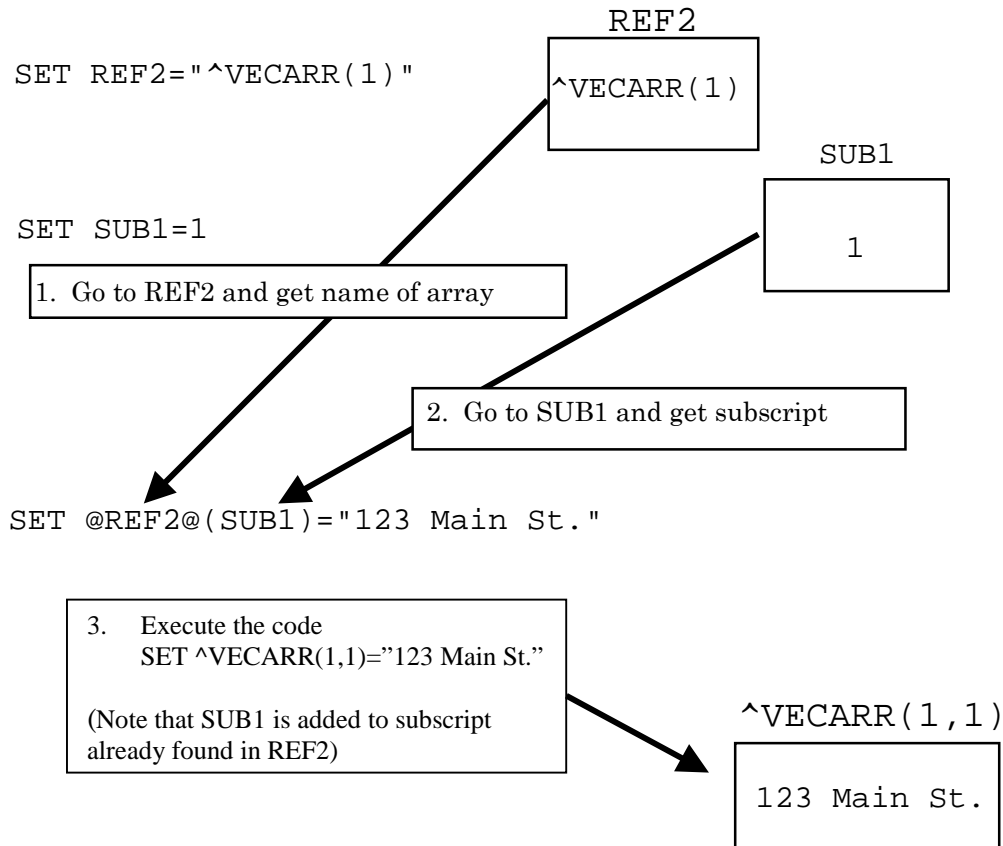 REF2
SET REF2="^VECARR(1)"
^VECARR(1)
SUB1
SET SUB1=1
1
1. Go to REF2 and get name of array
2. Go to SUB1 and get subscript
SET @REF2@(SUB1)="123 Main St."
3. Execute the code
SET ^VECARR(1,1)=”123 Main St.”
(Note that SUB1 is added to subscript
already found in REF2)
^VECARR(1,1)
123 Main St.